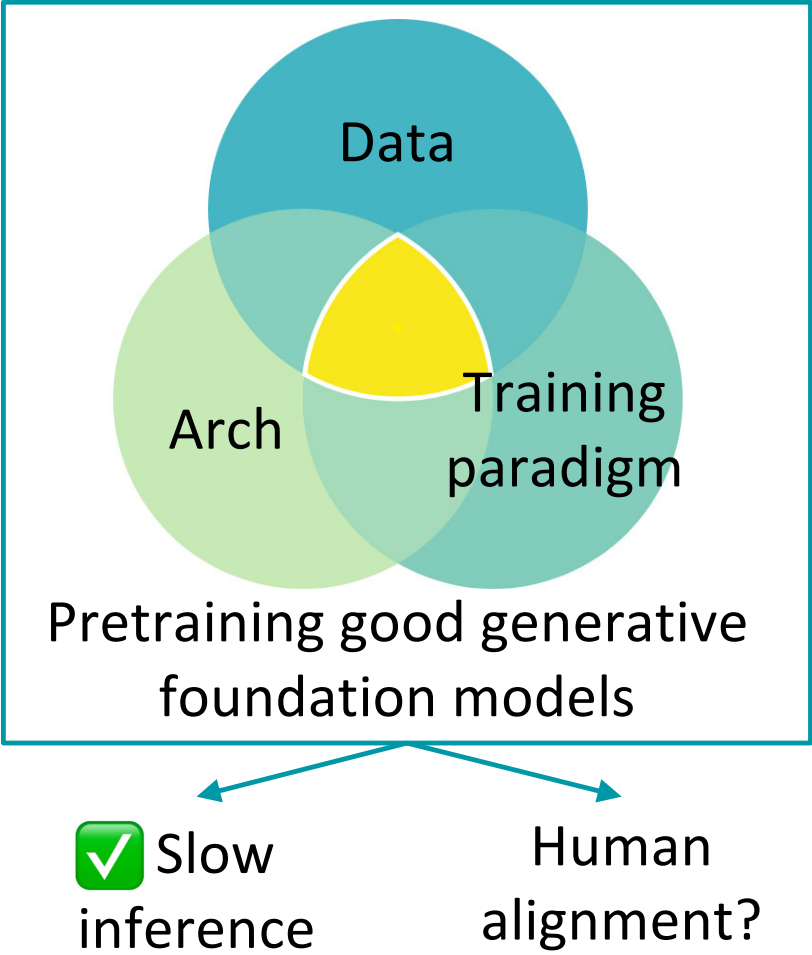 Data
Arch
Training
paradigm
Pretraining good generative
foundation models
✅ Slow
inference
Human
alignment?